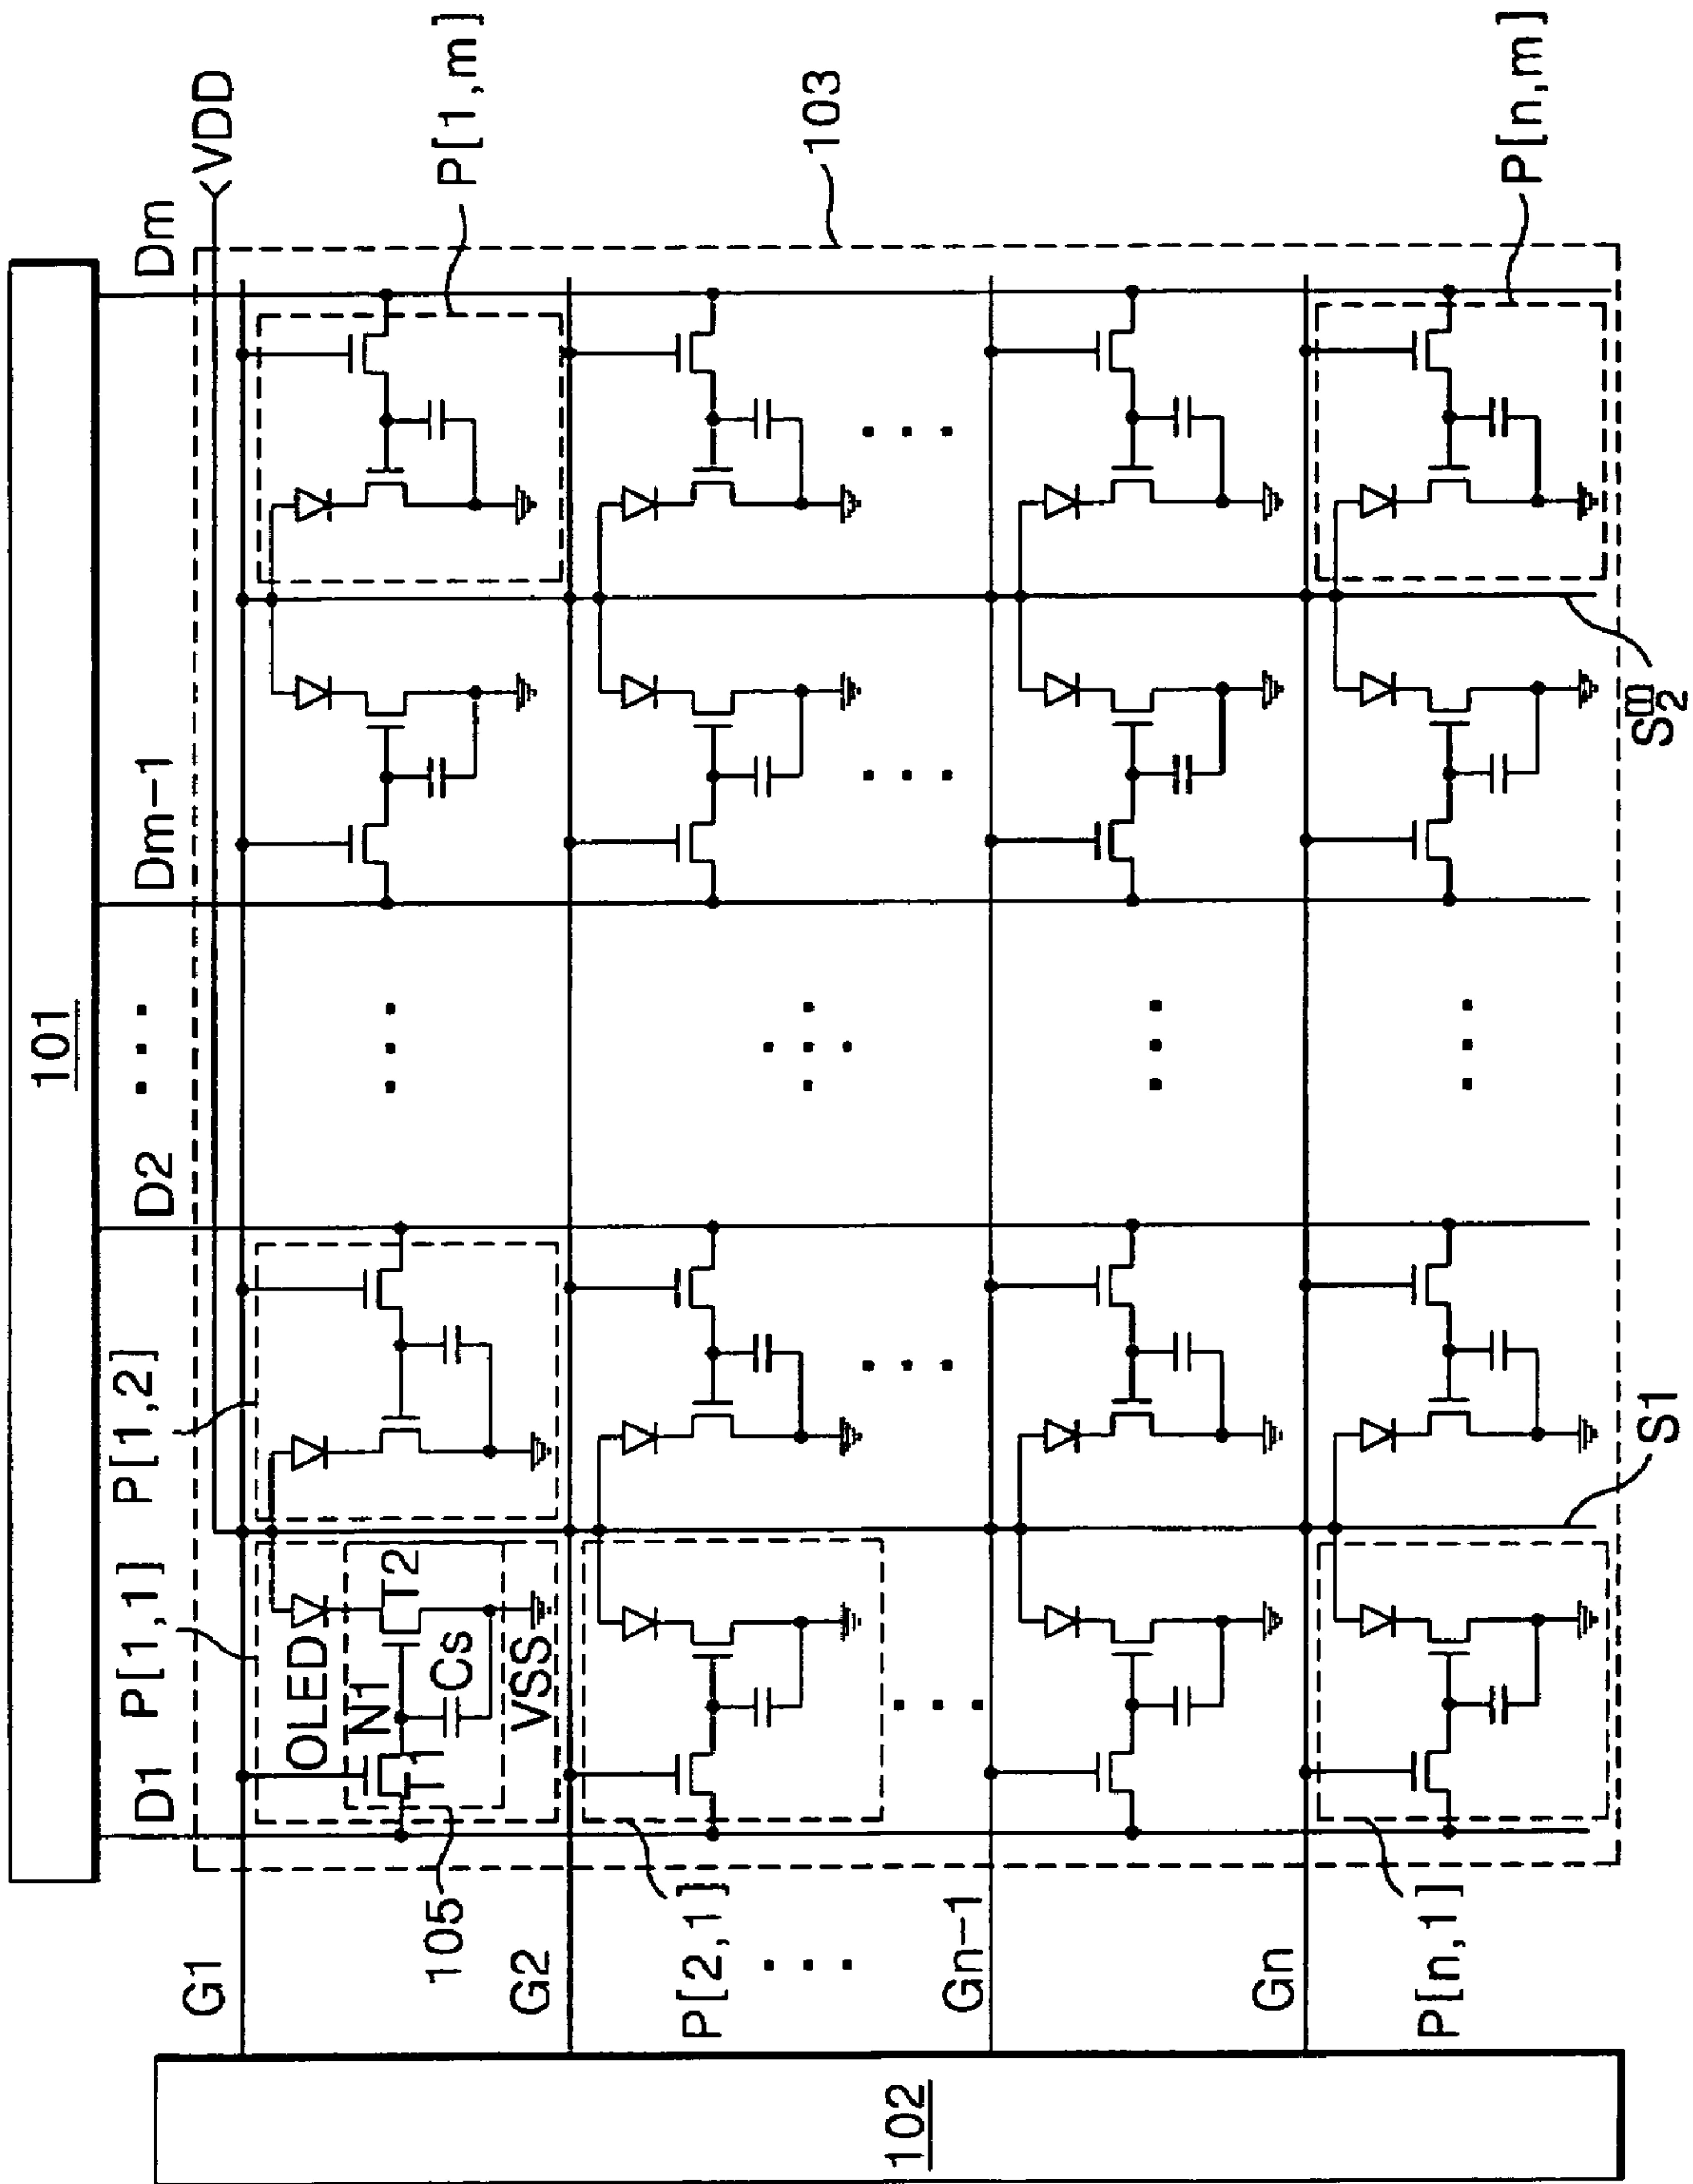 101
D1
P[1,1]
P[1,2]
D2
Dm-1
Dm
VDD
G1
OLED
N1
T1
T2
Cs
VSS
105
P[1,m]
G2
P[2,1]
103
Gn-1
Gn
P[n,1]
P[n,m]
S1
S m/2
102